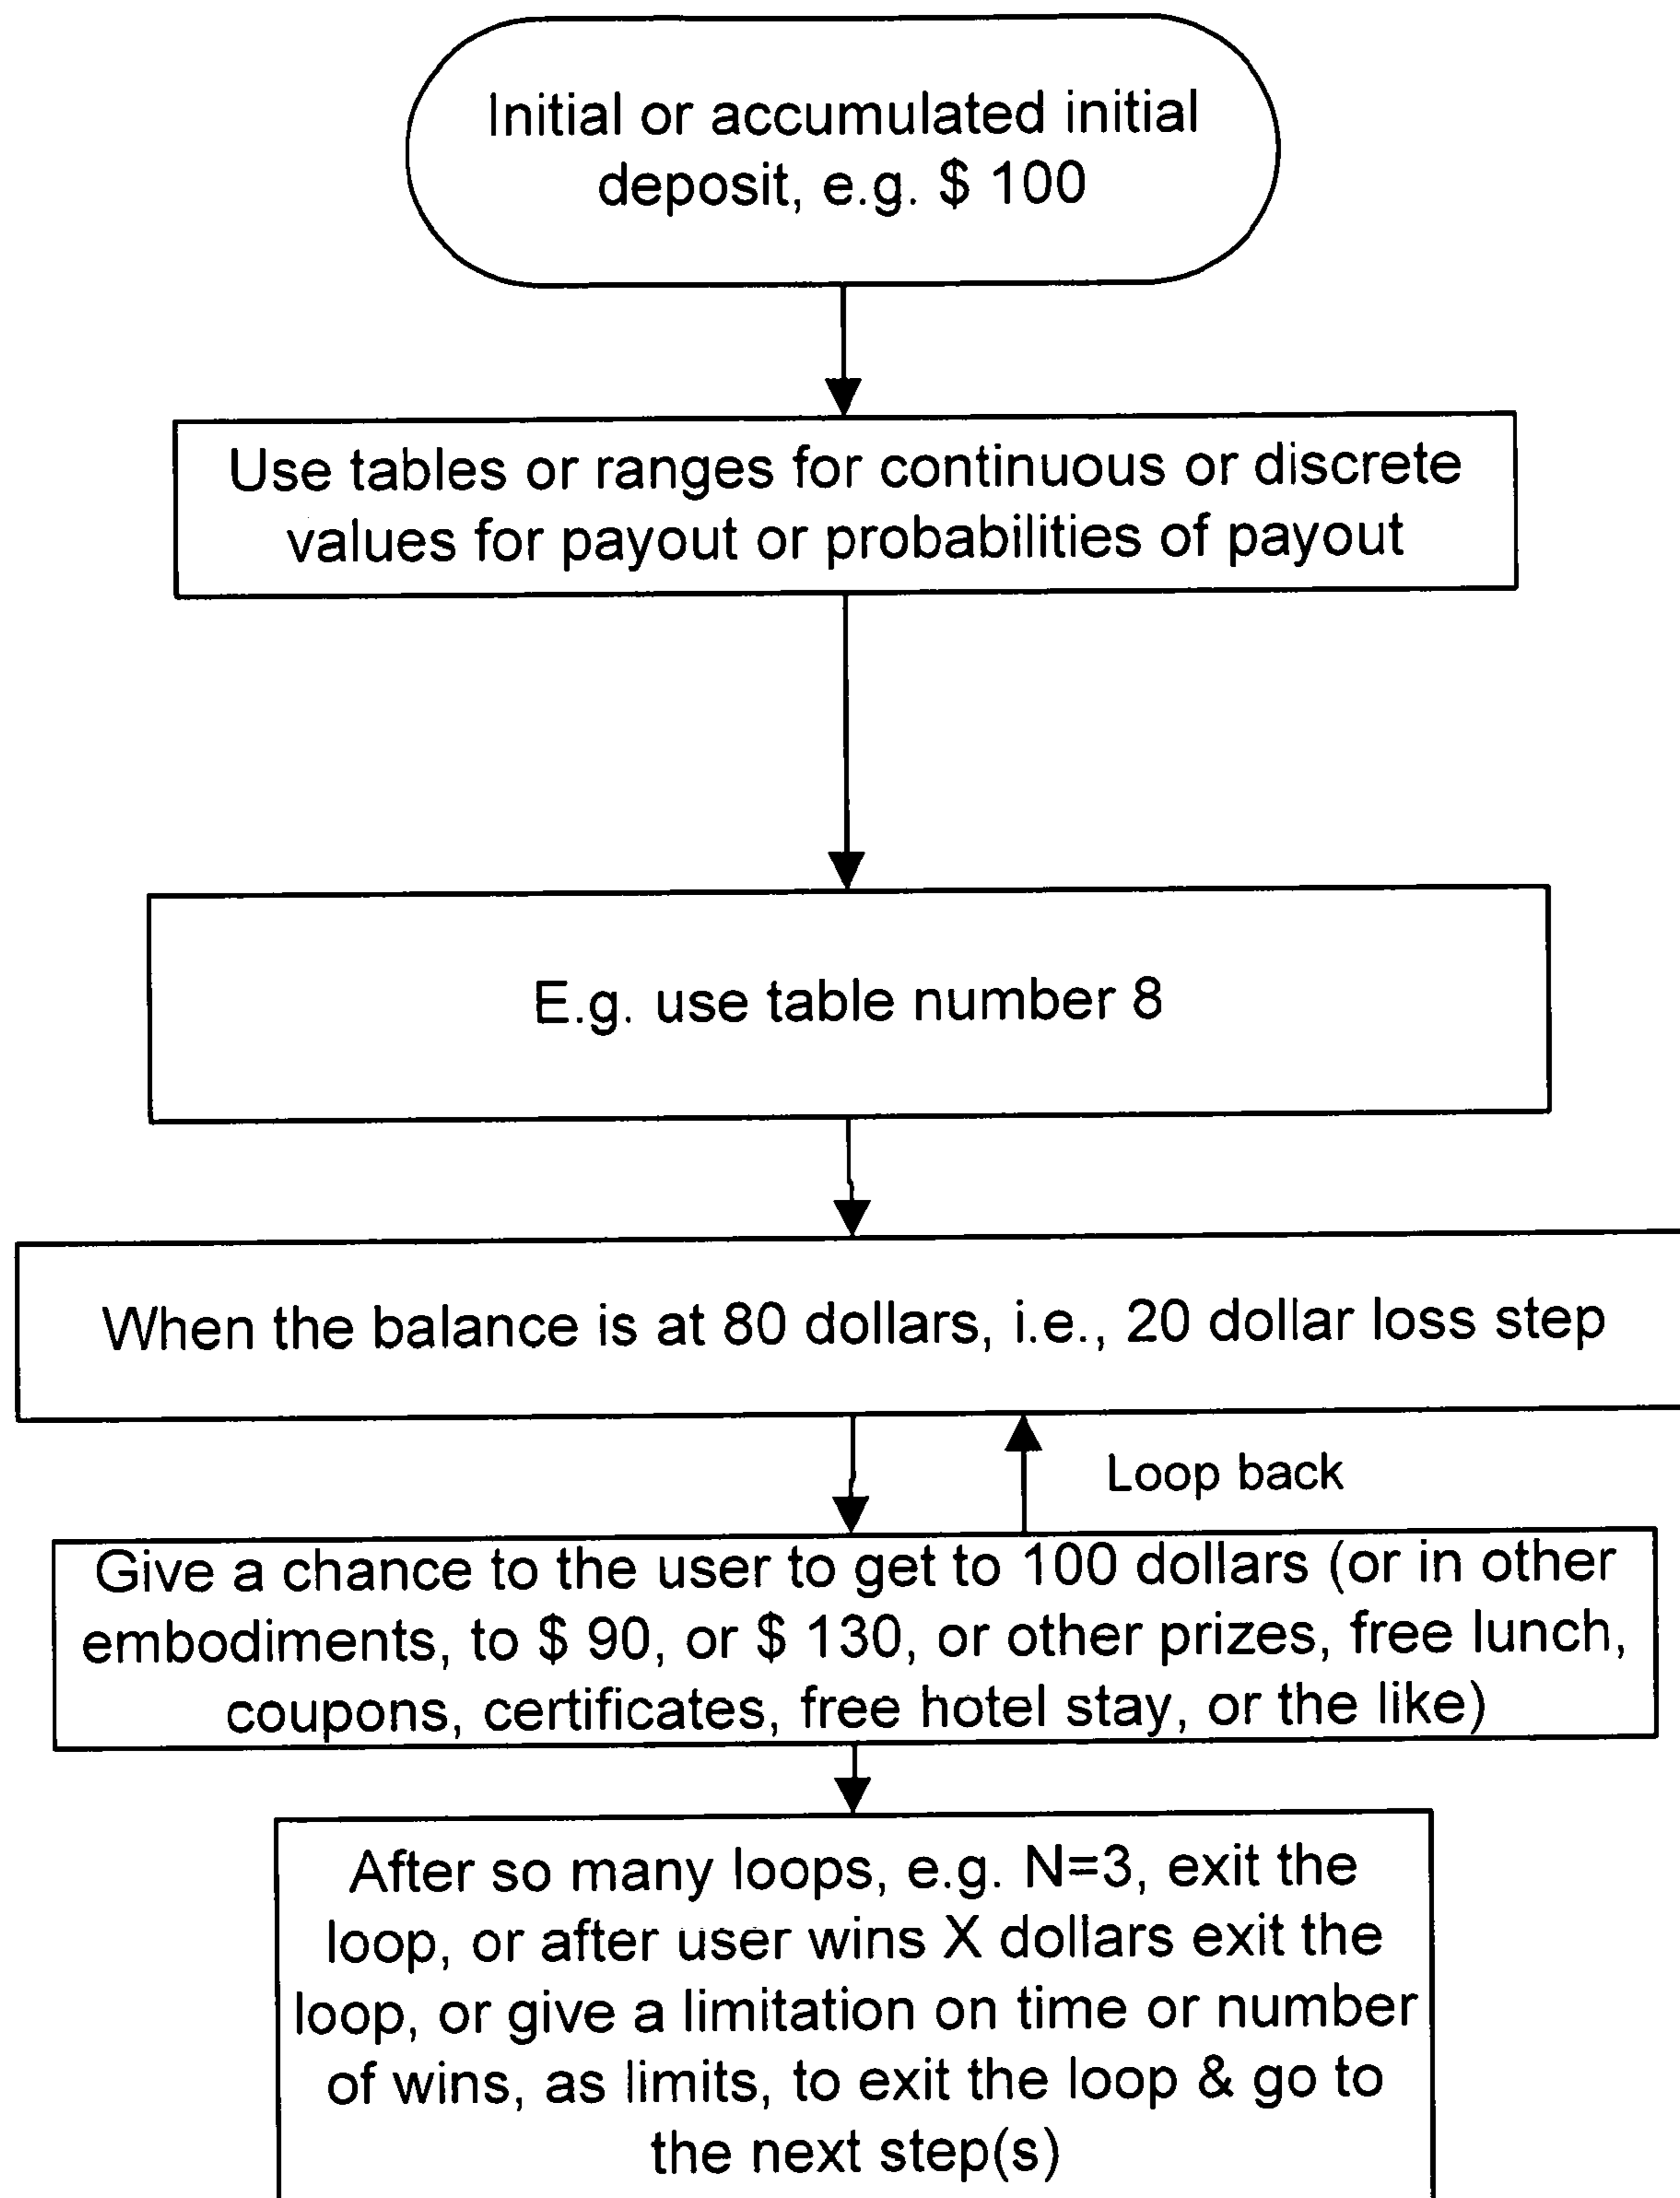 Initial or accumulated initial
deposit, e.g. $ 100
Use tables or ranges for continuous or discrete
values for payout or probabilities of payout
E.g. use table number 8
When the balance is at 80 dollars, i.e., 20 dollar loss step
Loop back
Give a chance to the user to get to 100 dollars (or in other
embodiments, to $ 90, or $ 130, or other prizes, free lunch,
coupons, certificates, free hotel stay, or the like)
After so many loops, e.g. N=3, exit the
loop, or after user wins X dollars exit the
loop, or give a limitation on time or number
of wins, as limits, to exit the loop & go to
the next step(s)